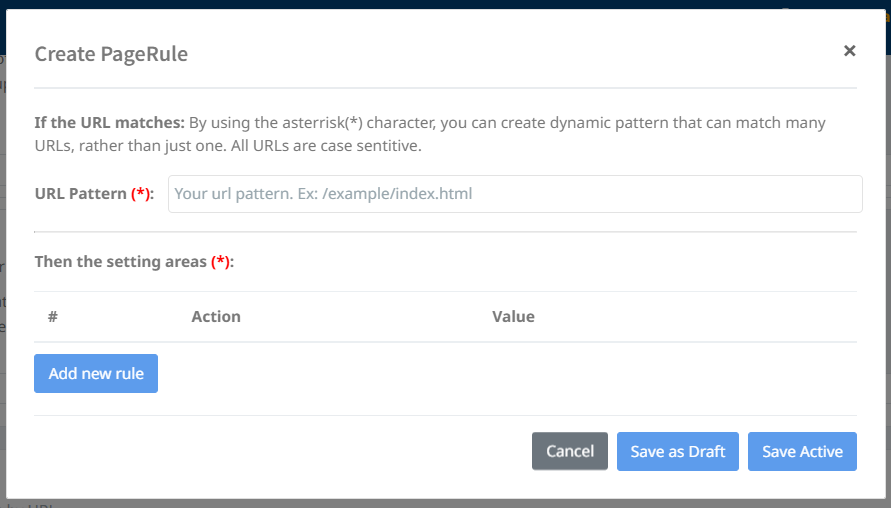 Create PageRule
×
If the URL matches: By using the asterrisk(*) character, you can create dynamic pattern that can match many
URLs, rather than just one. All URLs are case sentitive.
URL Pattern (*): Your url pattern. Ex: /example/index.html
Then the setting areas (*):
# Action Value
Add new rule
Cancel Save as Draft Save Active